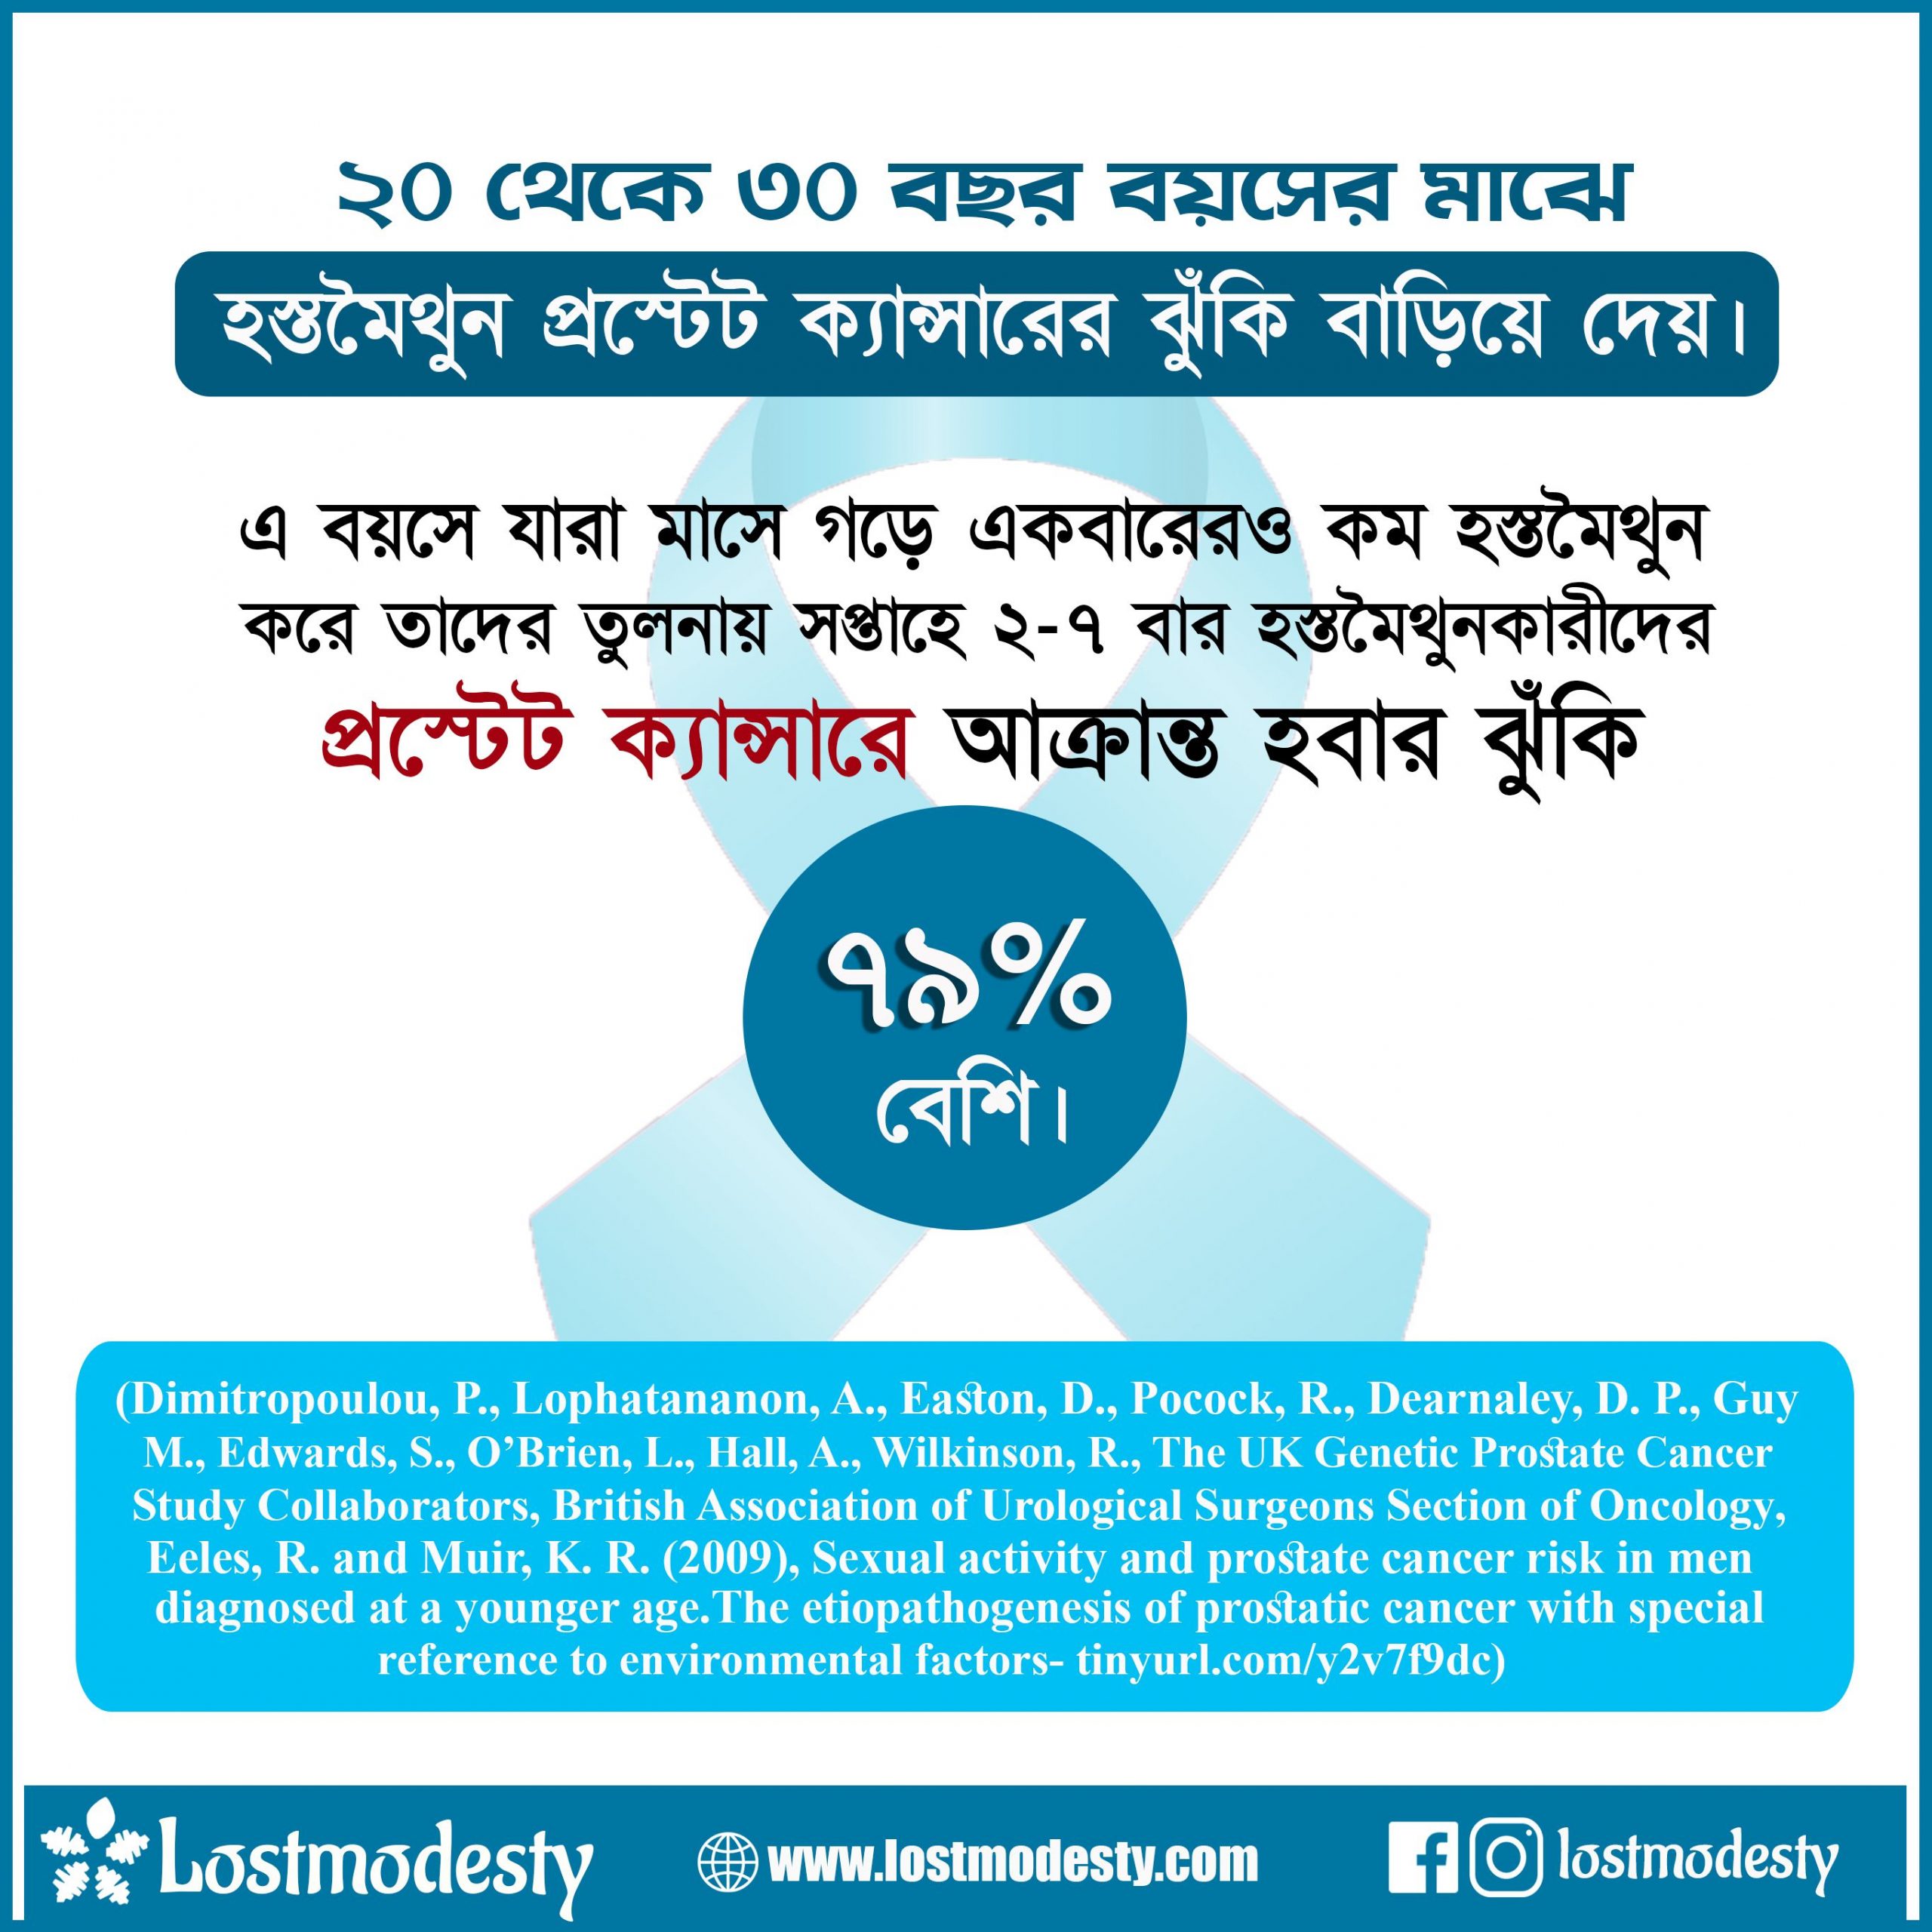 ২০ থেকে ৩০ বছর বয়সের মাঝে
হস্তমৈথুন প্রস্টেট ক্যান্সারের ঝুঁকি বাড়িয়ে দেয়।
এ বয়সে যারা মাসে গড়ে একবারেরও কম হস্তমৈথুন
করে তাদের তুলনায় সপ্তাহে ২-৭ বার হস্তমৈথুনকারীদের
প্রস্টেট ক্যান্সারে আক্রান্ত হবার ঝুঁকি
৭৯%
বেশি।
(Dimitropoulou, P., Lophatananon, A., Easton, D., Pocock, R., Dearnaley, D. P., Guy
M., Edwards, S., O’Brien, L., Hall, A., Wilkinson, R., The UK Genetic Prostate Cancer
Study Collaborators, British Association of Urological Surgeons Section of Oncology,
Eeles, R. and Muir, K. R. (2009), Sexual activity and prostate cancer risk in men
diagnosed at a younger age.The etiopathogenesis of prostatic cancer with special
reference to environmental factors- tinyurl.com/y2v7f9dc)
Lostmodesty www.lostmodesty.com lostmodesty